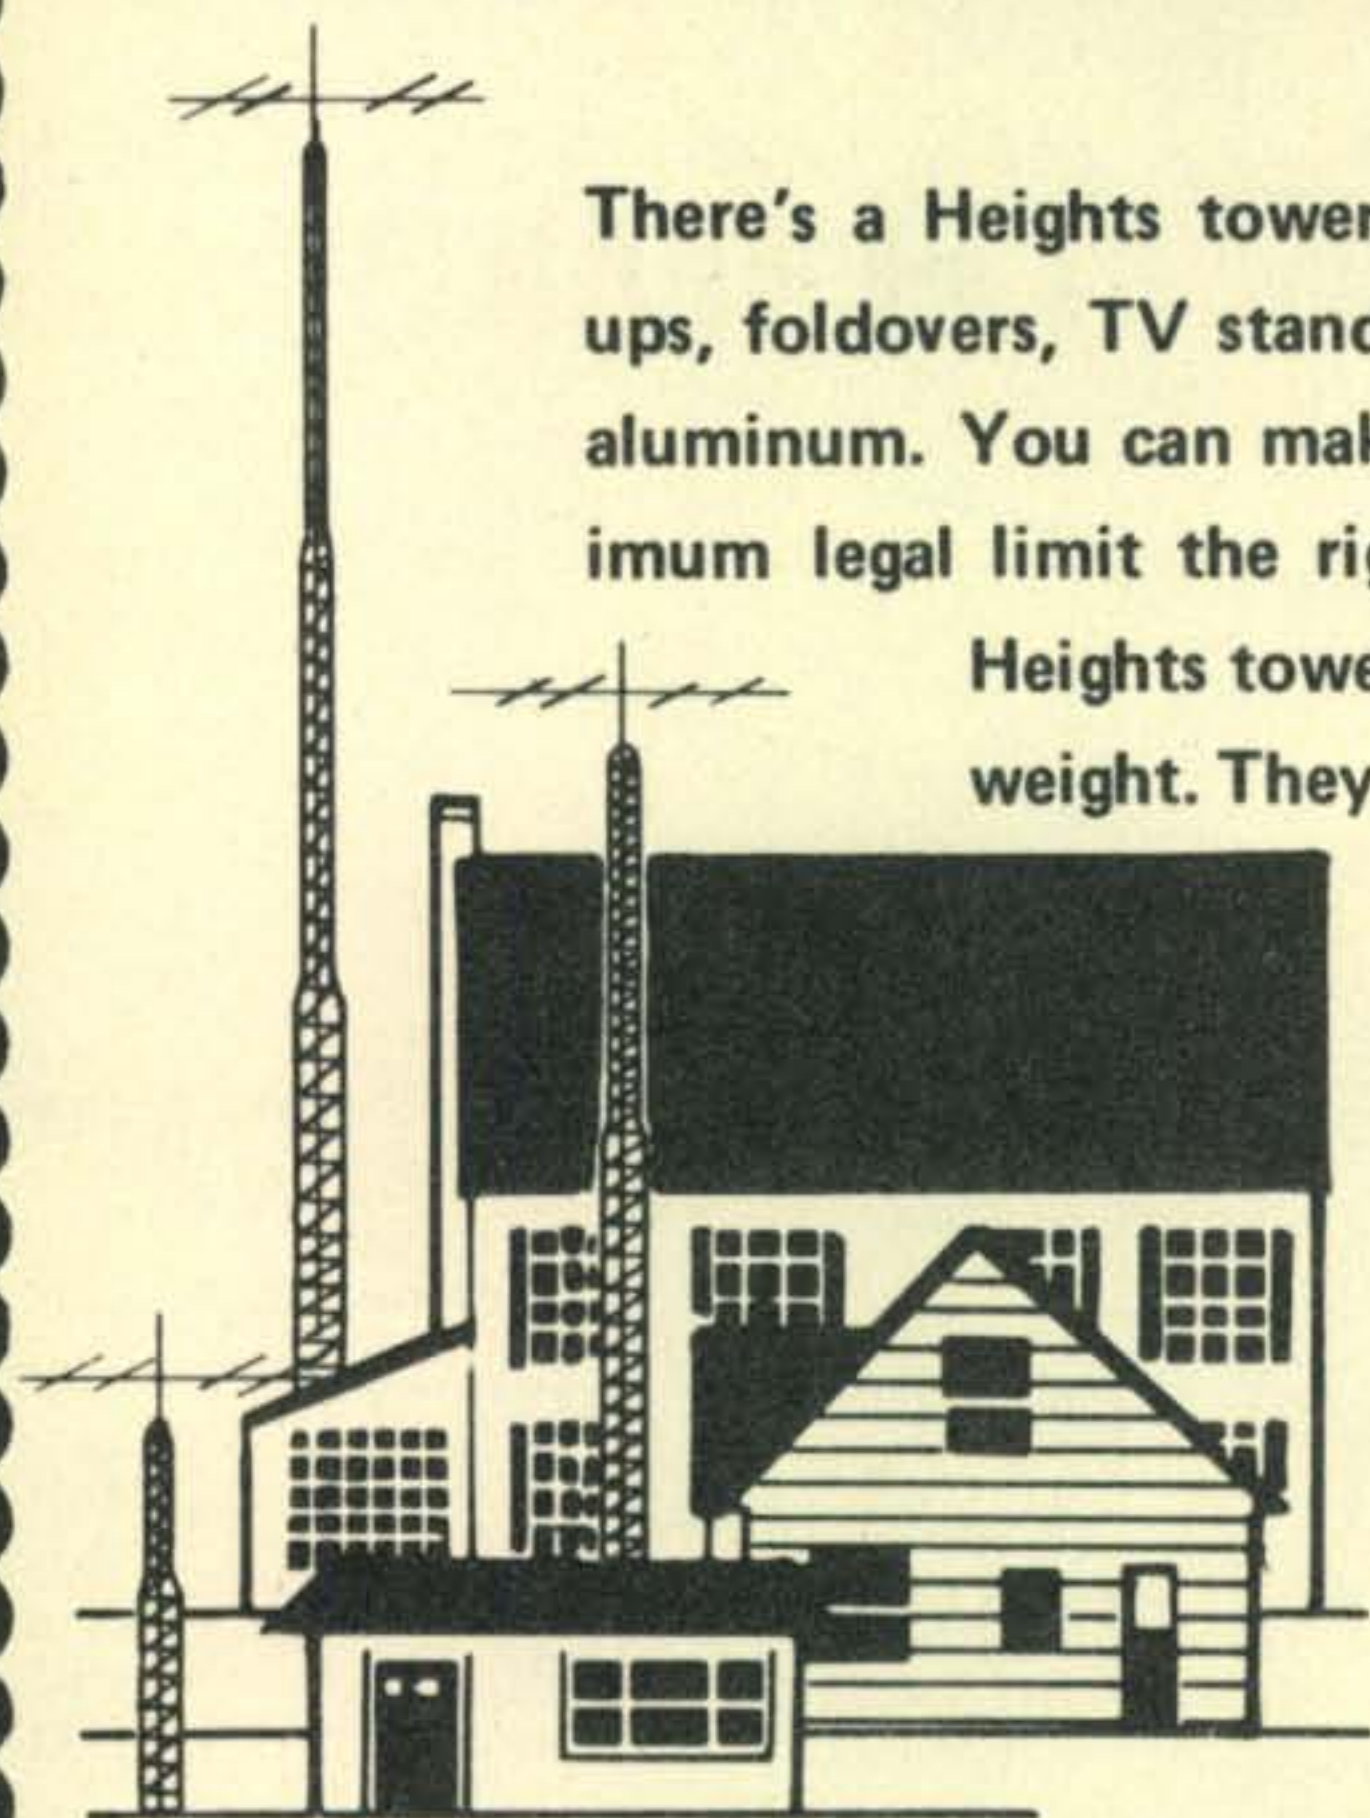 There's a Heights tower
ups, foldovers, TV stand
aluminum. You can mak
imum legal limit the rig
Heights towe
weight. They